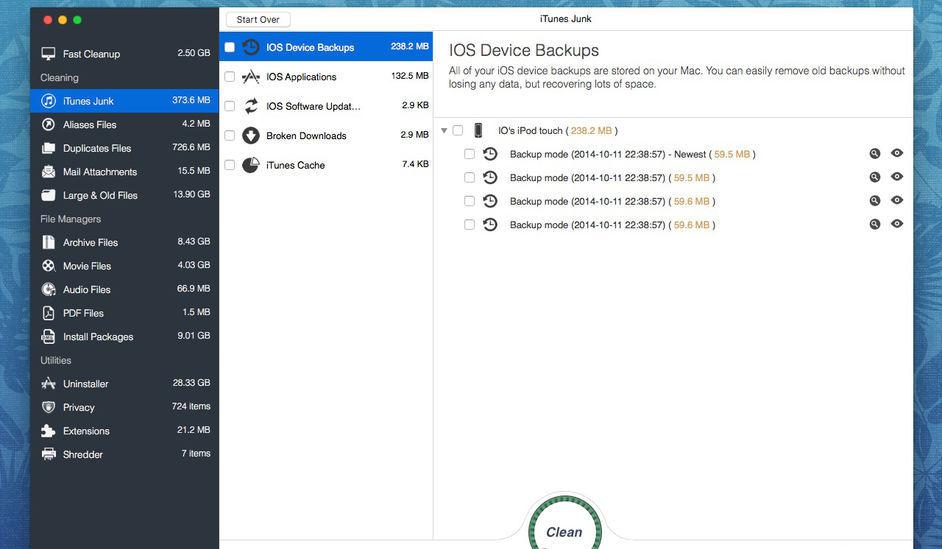 Start Over
iTunes Junk
Fast Cleanup 2.50 GB
Cleaning
iTunes Junk 373.6 MB
Aliases Files 4.2 MB
Duplicates Files 726.6 MB
Mail Attachments 15.5 MB
Large & Old Files 13.90 GB
File Managers
Archive Files 8.43 GB
Movie Files 4.03 GB
Audio Files 66.9 MB
PDF Files 1.5 MB
Install Packages 9.01 GB
Utilities
Uninstaller 28.33 GB
Privacy 724 items
Extensions 21.2 MB
Shredder 7 items
IOS Device Backups 238.2 MB
IOS Applications 132.5 MB
IOS Software Updat... 2.9 KB
Broken Downloads 2.9 MB
iTunes Cache 7.4 KB
IOS Device Backups
All of your iOS device backups are stored on your Mac. You can easily remove old backups without
losing any data, but recovering lots of space.
IO's iPod touch ( 238.2 MB )
Backup mode (2014-10-11 22:38:57) - Newest ( 59.5 MB )
Backup mode (2014-10-11 22:38:57) ( 59.5 MB )
Backup mode (2014-10-11 22:38:57) ( 59.6 MB )
Backup mode (2014-10-11 22:38:57) ( 59.6 MB )
Clean